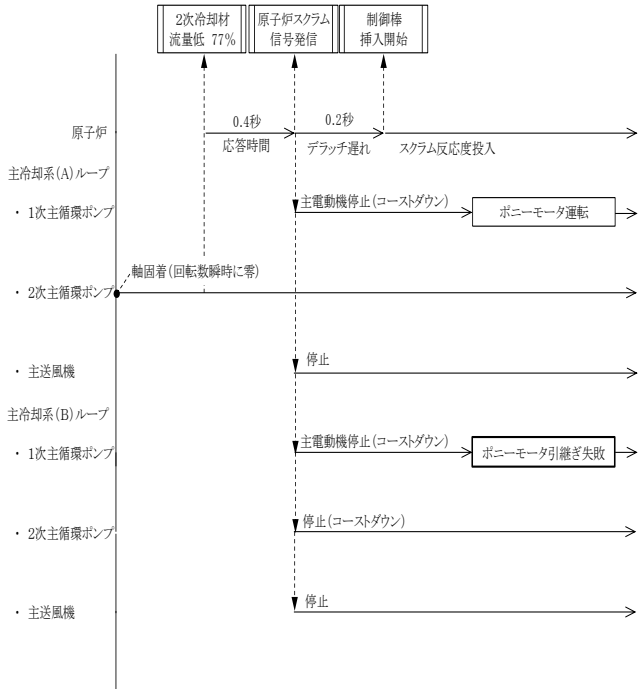 2次冷却材
流量低 77%
原子炉スクラム
信号発信
制御棒
挿入開始
原子炉
0.4秒
応答時間
0.2秒
デラッチ遅れ
スクラム反応度投入
主冷却系(A)ループ
・ 1次主循環ポンプ
主電動機停止(コーストダウン)
ポニーモータ運転
軸固着(回転数瞬時に零)
・ 2次主循環ポンプ
・ 主送風機
停止
主冷却系(B)ループ
・ 1次主循環ポンプ
主電動機停止(コーストダウン)
ポニーモータ引継ぎ失敗
・ 2次主循環ポンプ
停止(コーストダウン)
・ 主送風機
停止